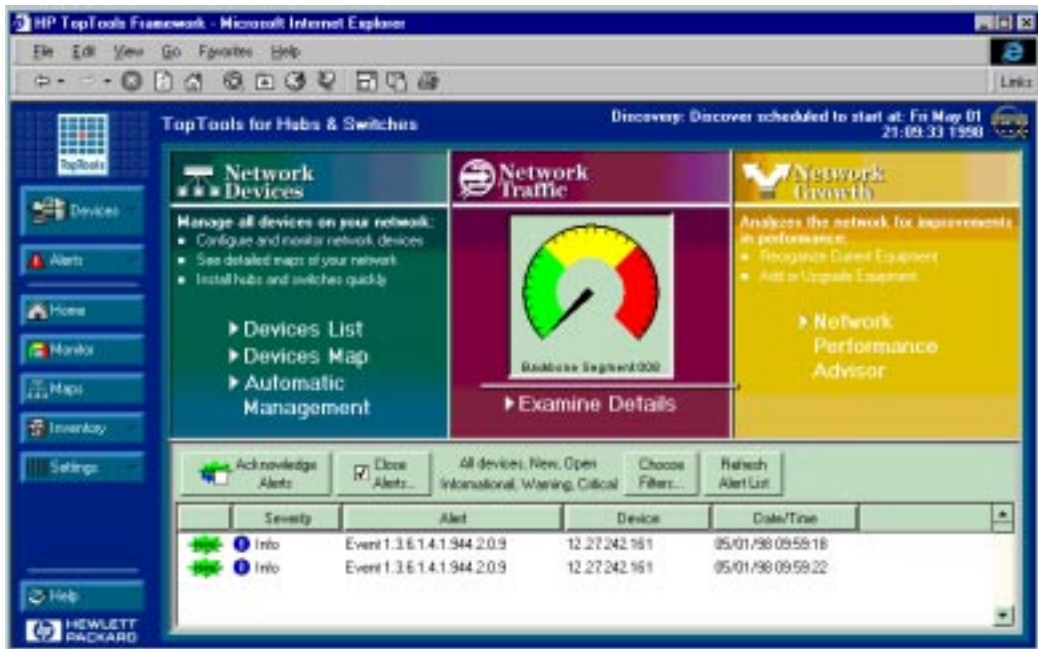 HP TopTools Framework - Microsoft Internet Explorer
File Edit View Go Favorites Help
Links
TopTools
TopTools for Hubs & Switches
Discovery: Discover scheduled to start at: Fri May 01
21:09:33 1998
Devices
Alerts
Home
Monitor
Maps
Inventory
Settings
Help
HEWLETT
PACKARD
Network
Devices
Manage all devices on your network:
Configure and monitor network devices
See detailed maps of your network
Install hubs and switches quickly
Devices List
Devices Map
Automatic
Management
Network
Traffic
Backbone Segment:008
Examine Details
Network
Growth
Analyzes the network for improvements
in performance:
Reorganize Current Equipment
Add or Upgrade Equipment
Network
Performance
Advisor
Acknowledge
Alerts
Close
Alerts...
All devices, New, Open
Informational, Warning, Critical
Choose
Filters...
Refresh
Alert List
Severity Alert Device Date/Time
Info Event 1.3.6.1.4.1.944.2.0.9 12.27.242.161 05/01/98 09:59:18
Info Event 1.3.6.1.4.1.944.2.0.9 12.27.242.161 05/01/98 09:59:22